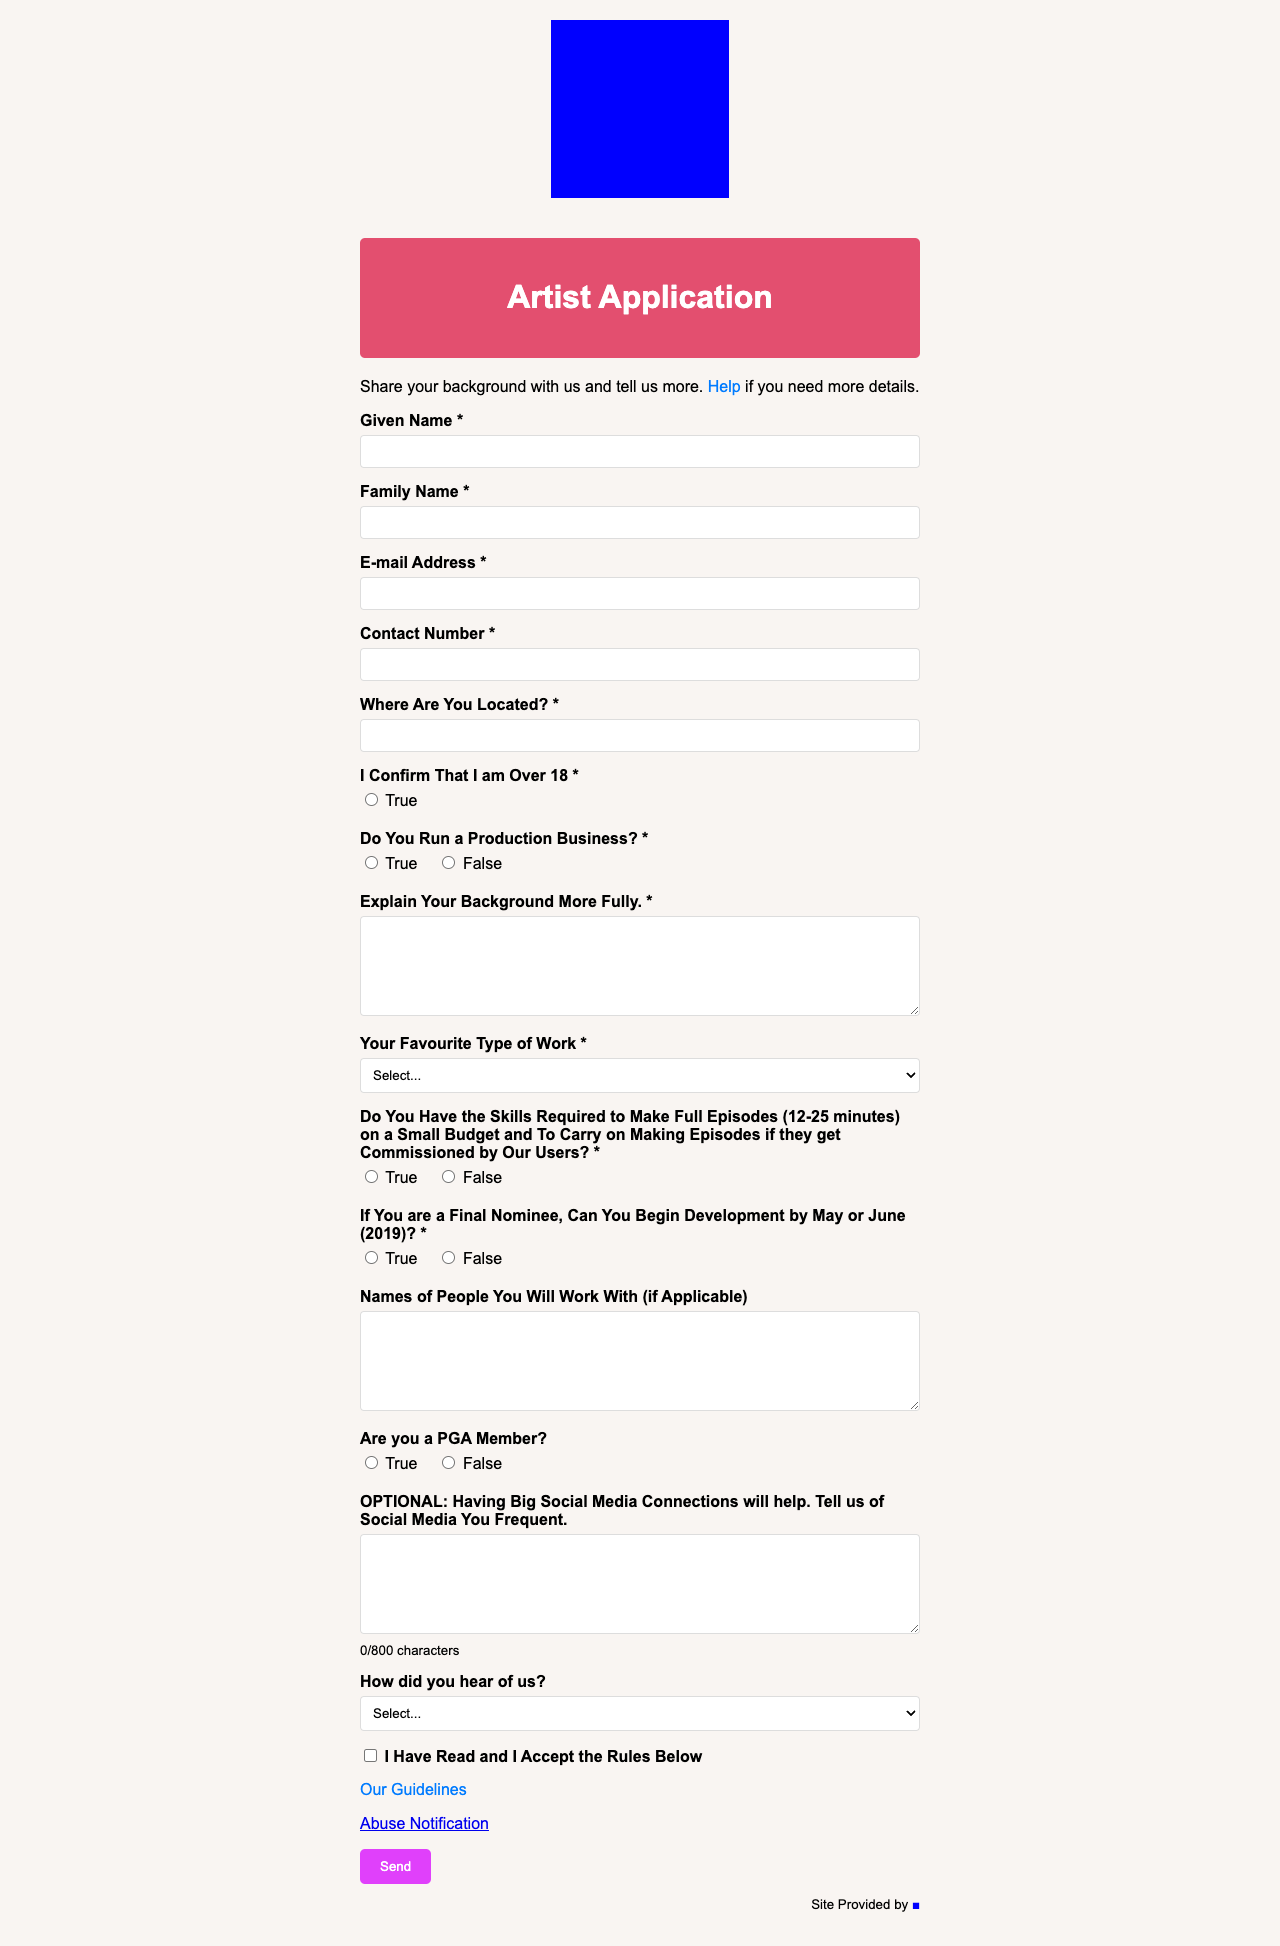 Artist Application
Share your background with us and tell us more. Help if you need more details.
Given Name *
Family Name *
E-mail Address *
Contact Number *
Where Are You Located? *
I Confirm That I am Over 18 *
True
Do You Run a Production Business? *
True False
Explain Your Background More Fully. *
Your Favourite Type of Work *
Select...
Do You Have the Skills Required to Make Full Episodes (12-25 minutes)
on a Small Budget and To Carry on Making Episodes if they get
Commissioned by Our Users? *
True False
If You are a Final Nominee, Can You Begin Development by May or June
(2019)? *
True False
Names of People You Will Work With (if Applicable)
Are you a PGA Member?
True False
OPTIONAL: Having Big Social Media Connections will help. Tell us of
Social Media You Frequent.
0/800 characters
How did you hear of us?
Select...
I Have Read and I Accept the Rules Below
Our Guidelines
Abuse Notification
Send
Site Provided by